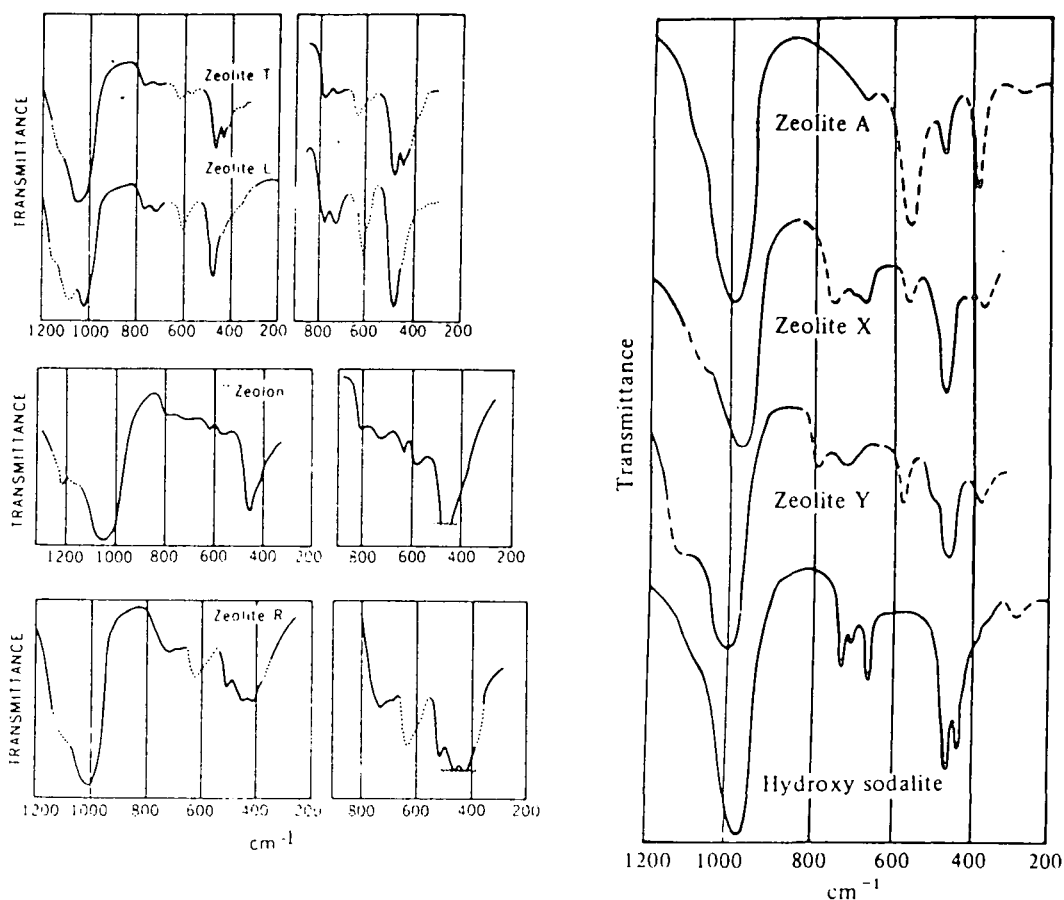 TRANSMITTANCE
Zeolite T
Zeolite L
1200 1000 800 600 400 200
800 600 400 200
TRANSMITTANCE
Zeolon
1200 1000 800 600 400 200
800 600 400 200
TRANSMITTANCE
Zeolite R
1200 1000 800 600 400 200
800 600 400 200
cm⁻¹
Transmittance
Zeolite A
Zeolite X
Zeolite Y
Hydroxy sodalite
1200 1000 800 600 400 200
cm⁻¹